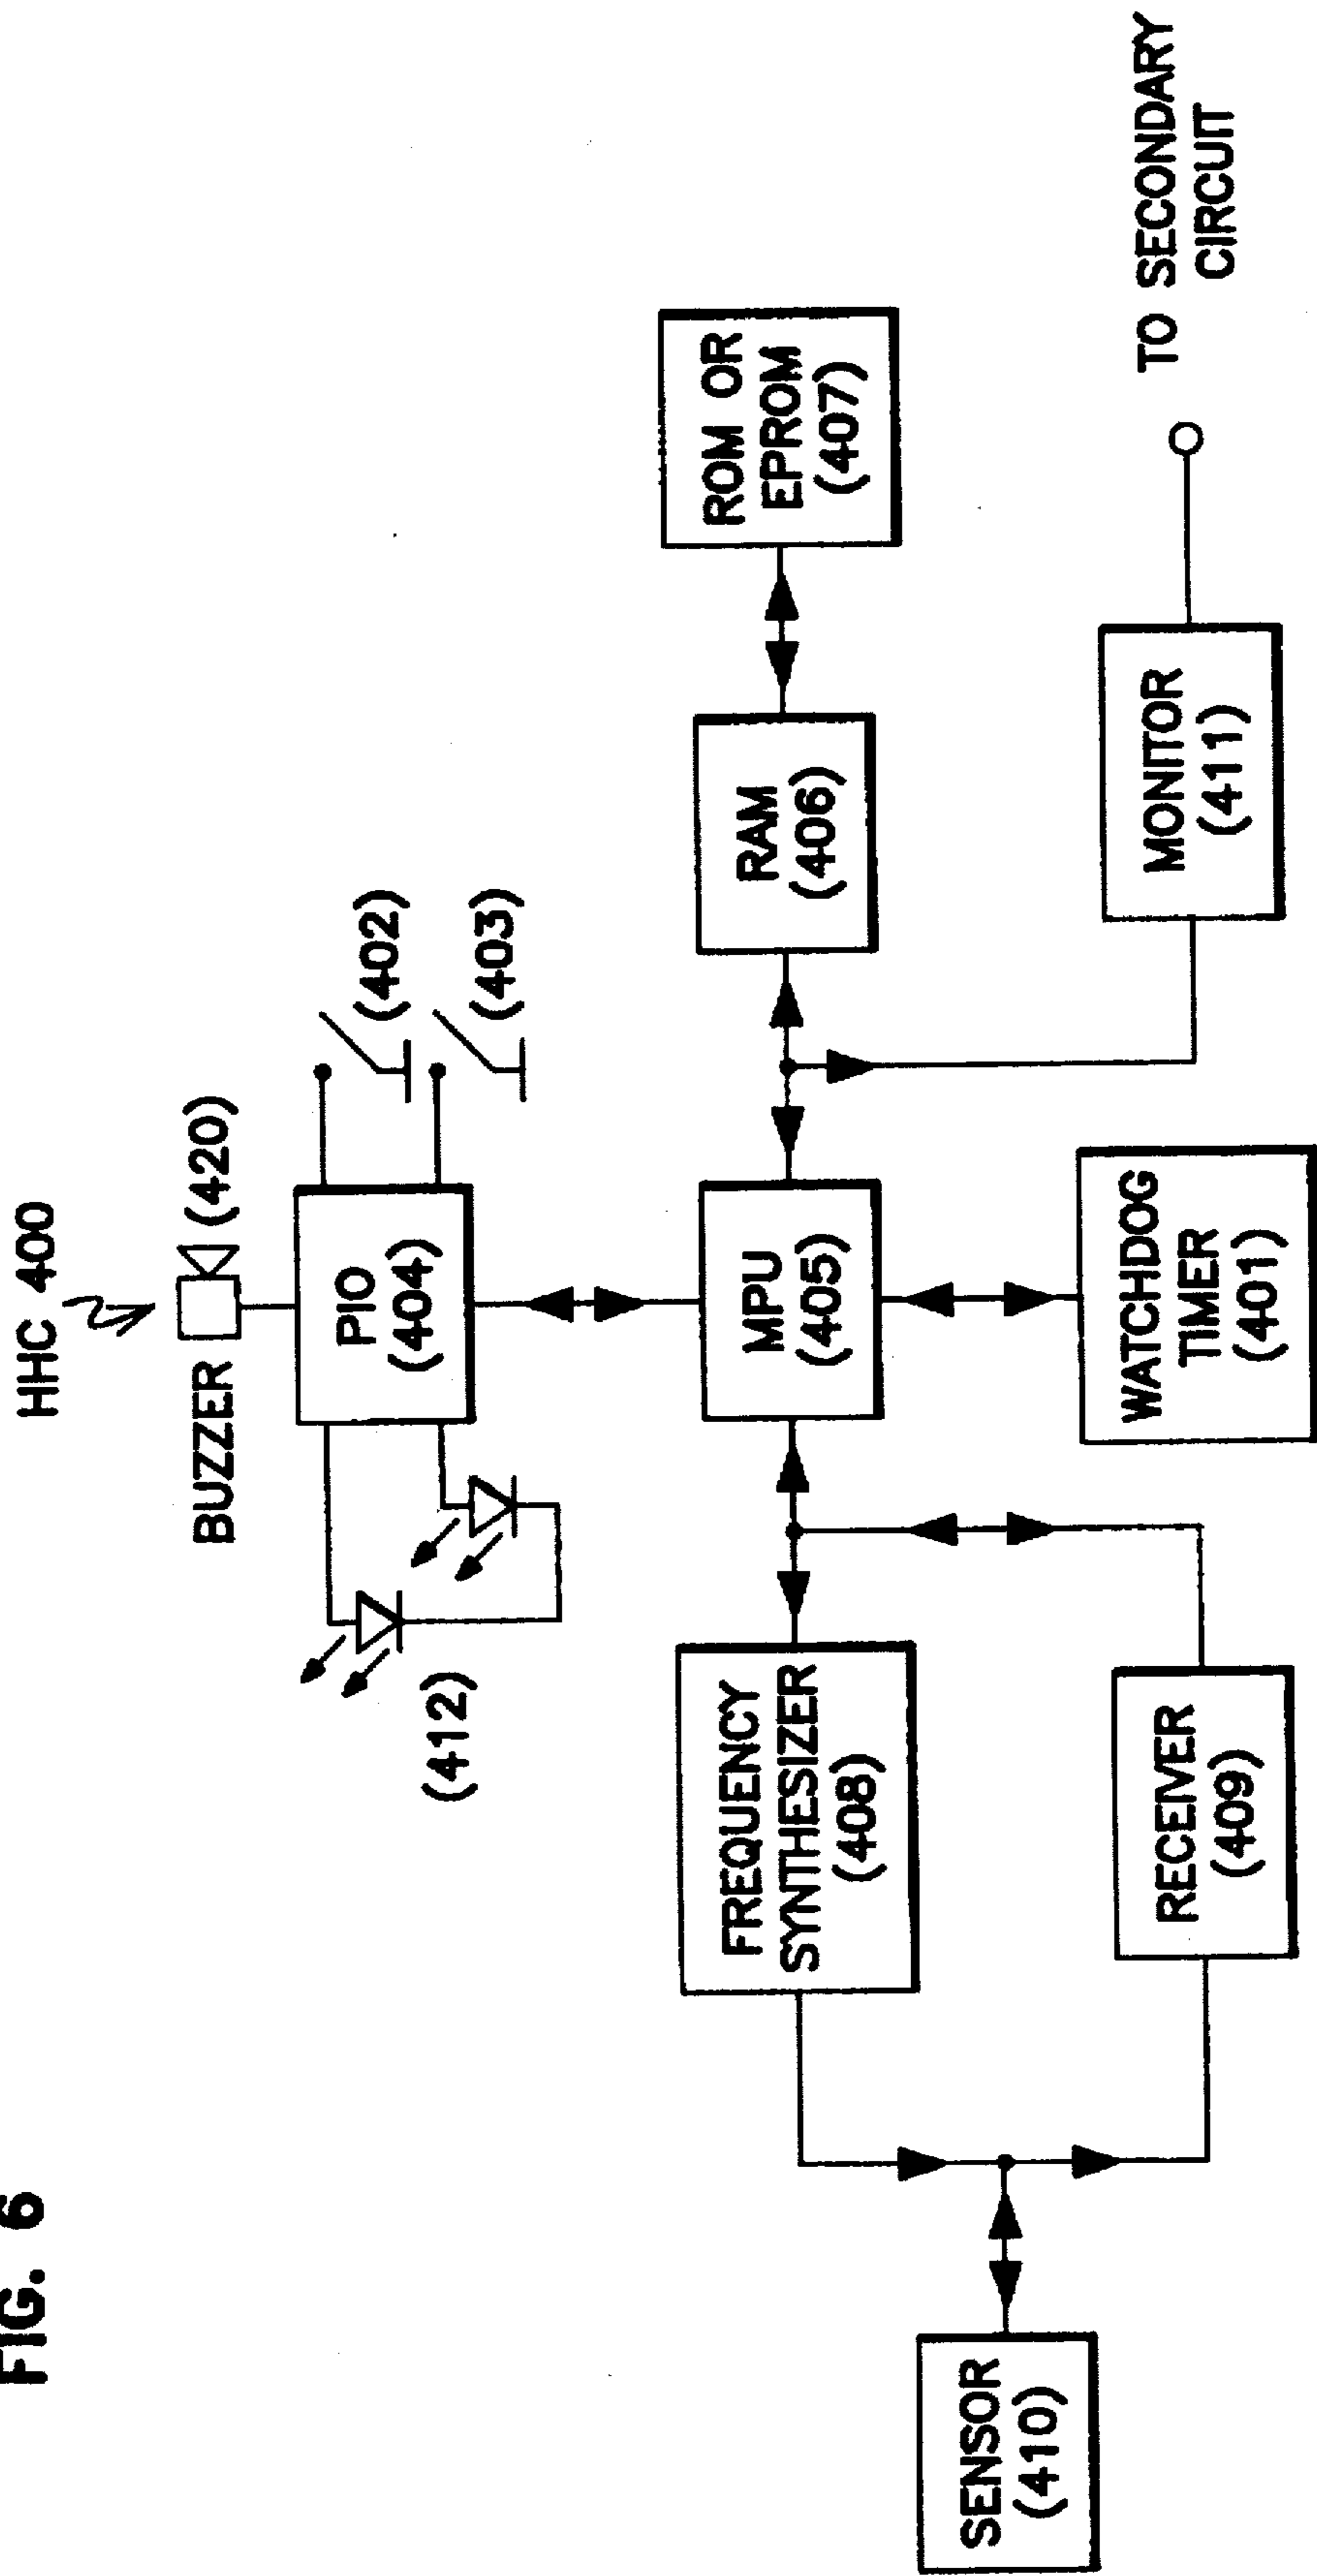 FIG. 6
HHC 400
BUZZER
(420)
PIO
(404)
(402)
(403)
(412)
FREQUENCY
SYNTHESIZER
(408)
MPU
(405)
RAM
(406)
ROM OR
EPROM
(407)
SENSOR
(410)
RECEIVER
(409)
WATCHDOG
TIMER
(401)
MONITOR
(411)
TO SECONDARY
CIRCUIT